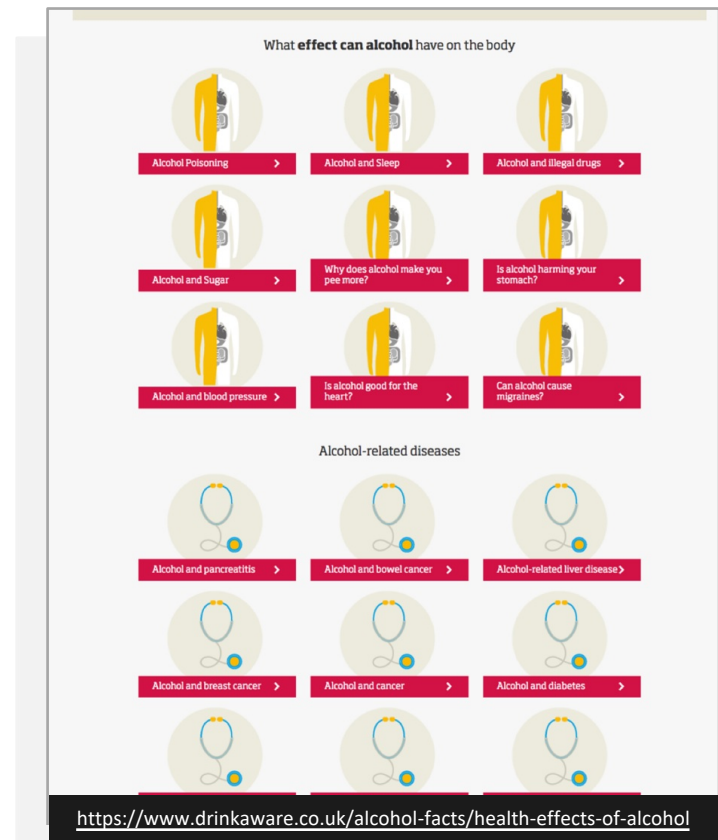 What effect can alcohol have on the body
Alcohol Poisoning
Alcohol and Sleep
Alcohol and illegal drugs
Alcohol and Sugar
Why does alcohol make you
pee more?
Is alcohol harming your
stomach?
Alcohol and blood pressure
Is alcohol good for the
heart?
Can alcohol cause
migraines?
Alcohol-related diseases
Alcohol and pancreatitis
Alcohol and bowel cancer
Alcohol-related liver disease
Alcohol and breast cancer
Alcohol and cancer
Alcohol and diabetes
https://www.drinkaware.co.uk/alcohol-facts/health-effects-of-alcohol